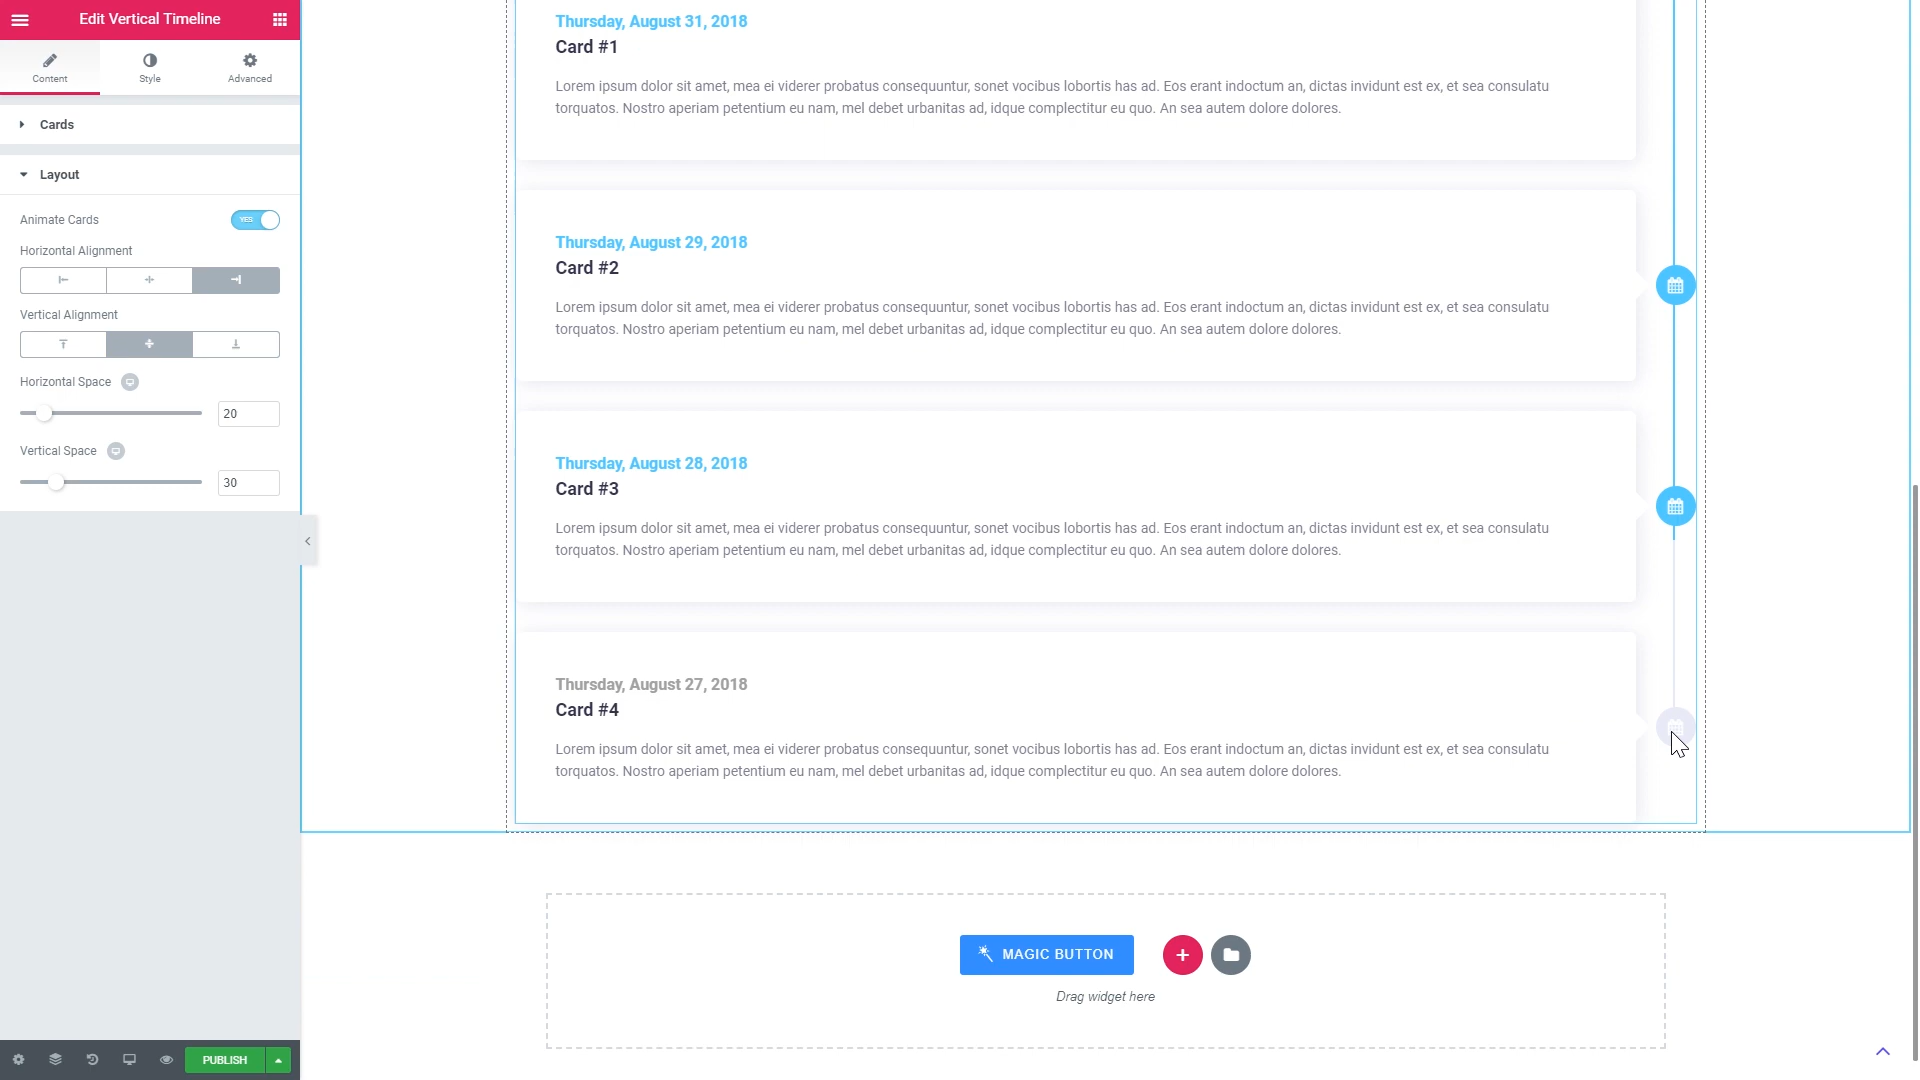 Edit Vertical Timeline
Content
Style
Advanced
Cards
Layout
Animate Cards
YES
Horizontal Alignment
Vertical Alignment
Horizontal Space
20
Vertical Space
30
PUBLISH
Thursday, August 31, 2018
Card #1
Lorem ipsum dolor sit amet, mea ei viderer probatus consequuntur, sonet vocibus lobortis has ad. Eos erant indoctum an, dictas invidunt est ex, et sea consulatu
torquatos. Nostro aperiam petentium eu nam, mel debet urbanitas ad, idque complectitur eu quo. An sea autem dolore dolores.
Thursday, August 29, 2018
Card #2
Lorem ipsum dolor sit amet, mea ei viderer probatus consequuntur, sonet vocibus lobortis has ad. Eos erant indoctum an, dictas invidunt est ex, et sea consulatu
torquatos. Nostro aperiam petentium eu nam, mel debet urbanitas ad, idque complectitur eu quo. An sea autem dolore dolores.
Thursday, August 28, 2018
Card #3
Lorem ipsum dolor sit amet, mea ei viderer probatus consequuntur, sonet vocibus lobortis has ad. Eos erant indoctum an, dictas invidunt est ex, et sea consulatu
torquatos. Nostro aperiam petentium eu nam, mel debet urbanitas ad, idque complectitur eu quo. An sea autem dolore dolores.
Thursday, August 27, 2018
Card #4
Lorem ipsum dolor sit amet, mea ei viderer probatus consequuntur, sonet vocibus lobortis has ad. Eos erant indoctum an, dictas invidunt est ex, et sea consulatu
torquatos. Nostro aperiam petentium eu nam, mel debet urbanitas ad, idque complectitur eu quo. An sea autem dolore dolores.
MAGIC BUTTON
Drag widget here